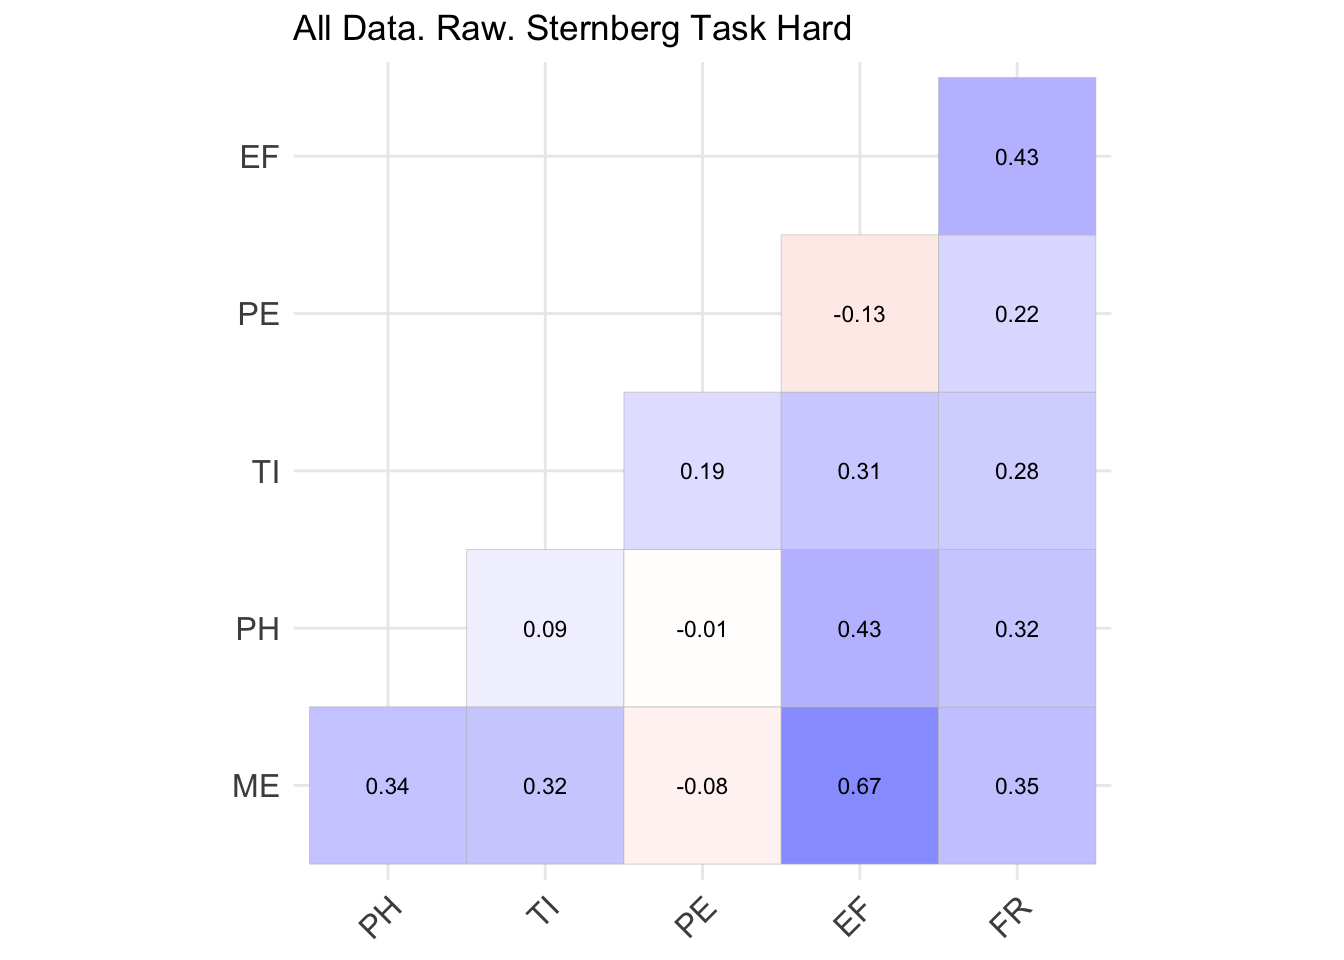 All Data. Raw. Sternberg Task Hard
EF 0.43
PE -0.13 0.22
TI 0.19 0.31 0.28
PH 0.09 -0.01 0.43 0.32
ME 0.34 0.32 -0.08 0.67 0.35
PH TI PE EF FR